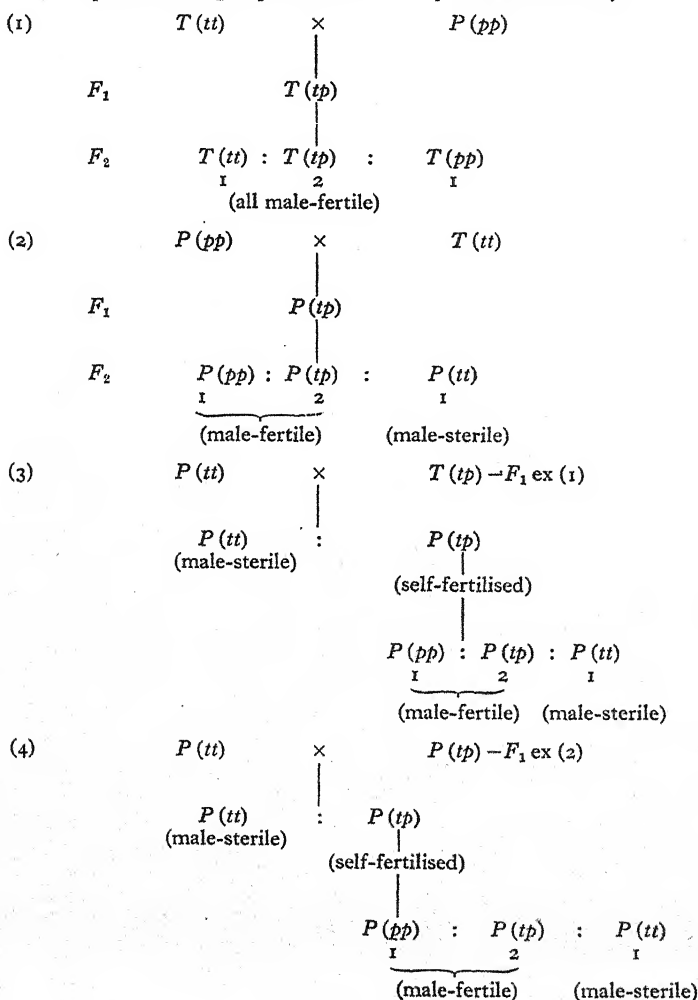 (1) T (tt) × P (pp)
F₁ T (tp)
F₂ T (tt) : T (tp) : T (pp)
1 2 1
(all male-fertile)
(2) P (pp) × T (tt)
F₁ P (tp)
F₂ P (pp) : P (tp) : P (tt)
1 2 1
(male-fertile) (male-sterile)
(3) P (tt) × T (tp) – F₁ ex (1)
P (tt) : P (tp)
(male-sterile)
(self-fertilised)
P (pp) : P (tp) : P (tt)
1 2 1
(male-fertile) (male-sterile)
(4) P (tt) × P (tp) – F₁ ex (2)
P (tt) : P (tp)
(male-sterile)
(self-fertilised)
P (pp) : P (tp) : P (tt)
1 2 1
(male-fertile) (male-sterile)